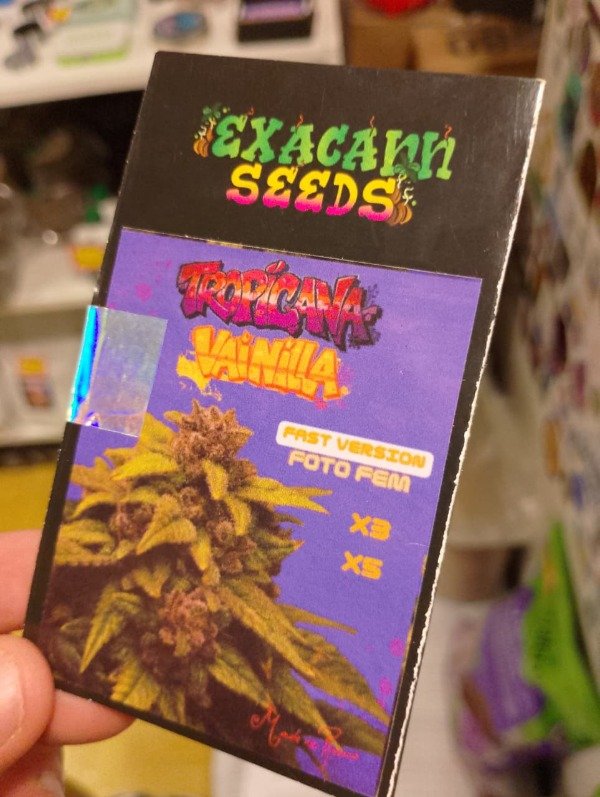 EXACANN
SEEDS
TROPICANA
VAINILLA
FAST VERSION
FOTO FEM
X3
X5